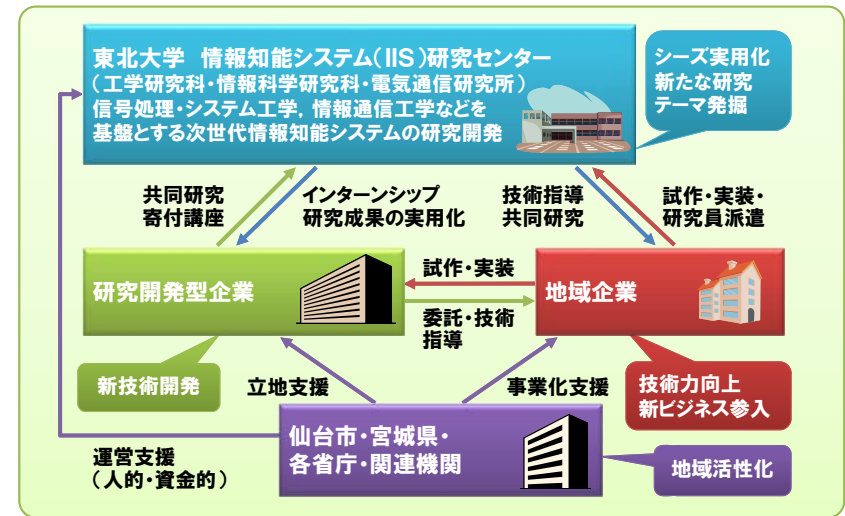 東北大学 情報知能システム(IIS)研究センター
(工学研究科・情報科学研究科・電気通信研究所)
信号処理・システム工学, 情報通信工学などを
基盤とする次世代情報知能システムの研究開発
シーズ実用化
新たな研究
テーマ発掘
共同研究
寄付講座
インターンシップ
研究成果の実用化
技術指導
共同研究
試作・実装・
研究員派遣
研究開発型企業
試作・実装
委託・技術
指導
地域企業
新技術開発
立地支援
事業化支援
技術力向上
新ビジネス参入
仙台市・宮城県・
各省庁・関連機関
運営支援
(人的・資金的)
地域活性化